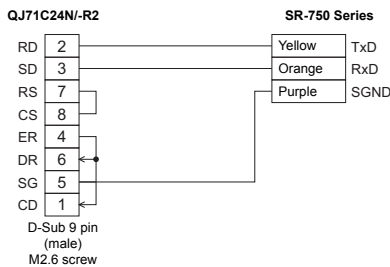 QJ71C24N/-R2 SR-750 Series
RD 2 Yellow TxD
SD 3 Orange RxD
RS 7 Purple SGND
CS 8
ER 4
DR 6
SG 5
CD 1
D-Sub 9 pin
(male)
M2.6 screw